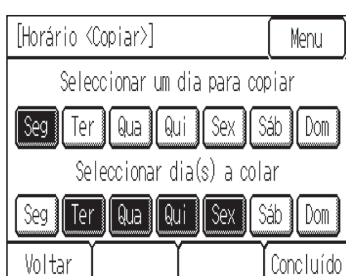 [Horário <Copiar>] Menu
Seleccionar um dia para copiar
Seg Ter Qua Qui Sex Sáb Dom
Seleccionar dia(s) a colar
Seg Ter Qua Qui Sex Sáb Dom
Voltar Concluído